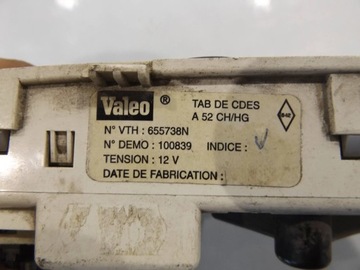 Valeo ®
TAB DE CDES
A 52 CH/HG
N° VTH : 655738N
N° DEMO : 100839 INDICE :
TENSION : 12 V
DATE DE FABRICATION :